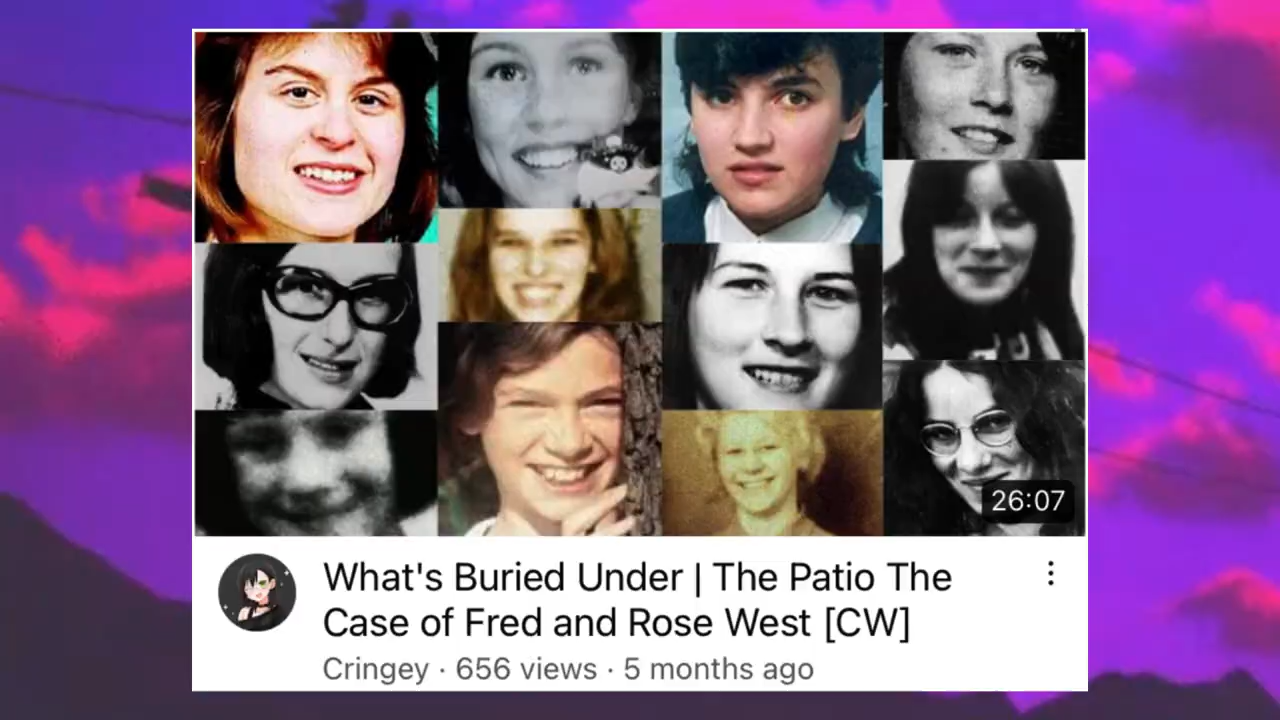 26:07
What's Buried Under | The Patio The
Case of Fred and Rose West [CW]
Cringey · 656 views · 5 months ago